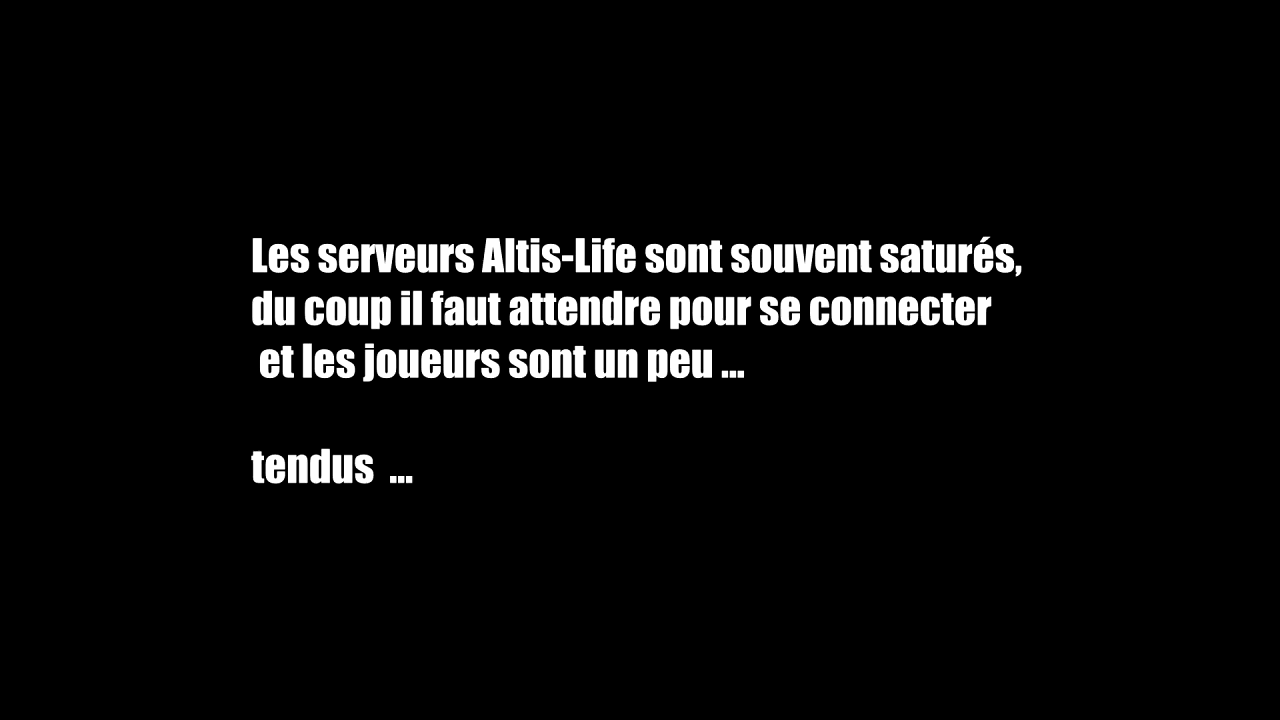 Les serveurs Altis-Life sont souvent saturés,
du coup il faut attendre pour se connecter
et les joueurs sont un peu ...
tendus ...